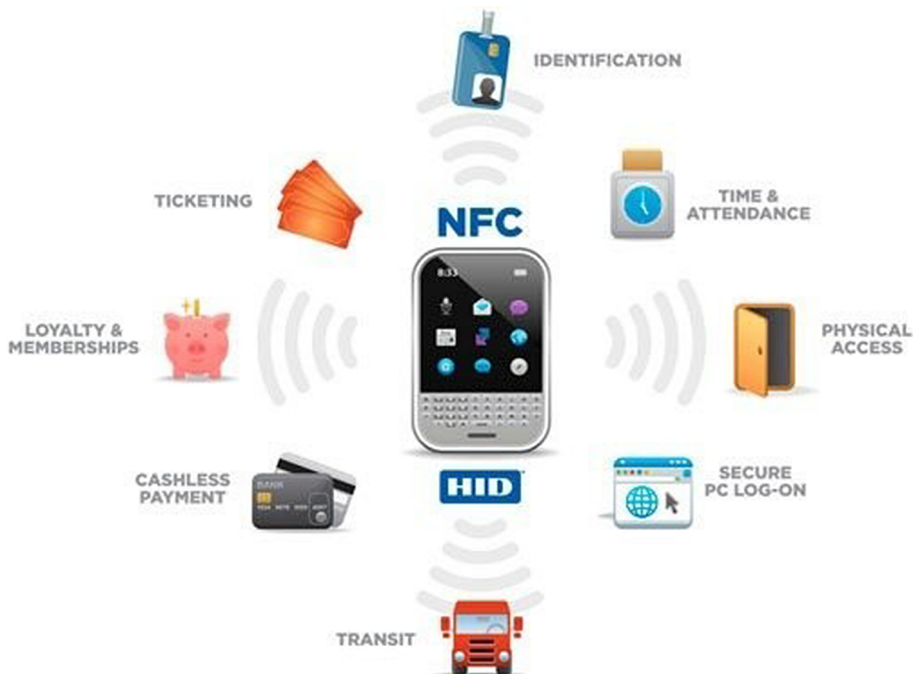 IDENTIFICATION
TICKETING
TIME &
ATTENDANCE
NFC
8:33
LOYALTY &
MEMBERSHIPS
PHYSICAL
ACCESS
CASHLESS
PAYMENT
BANK
HID
SECURE
PC LOG-ON
TRANSIT